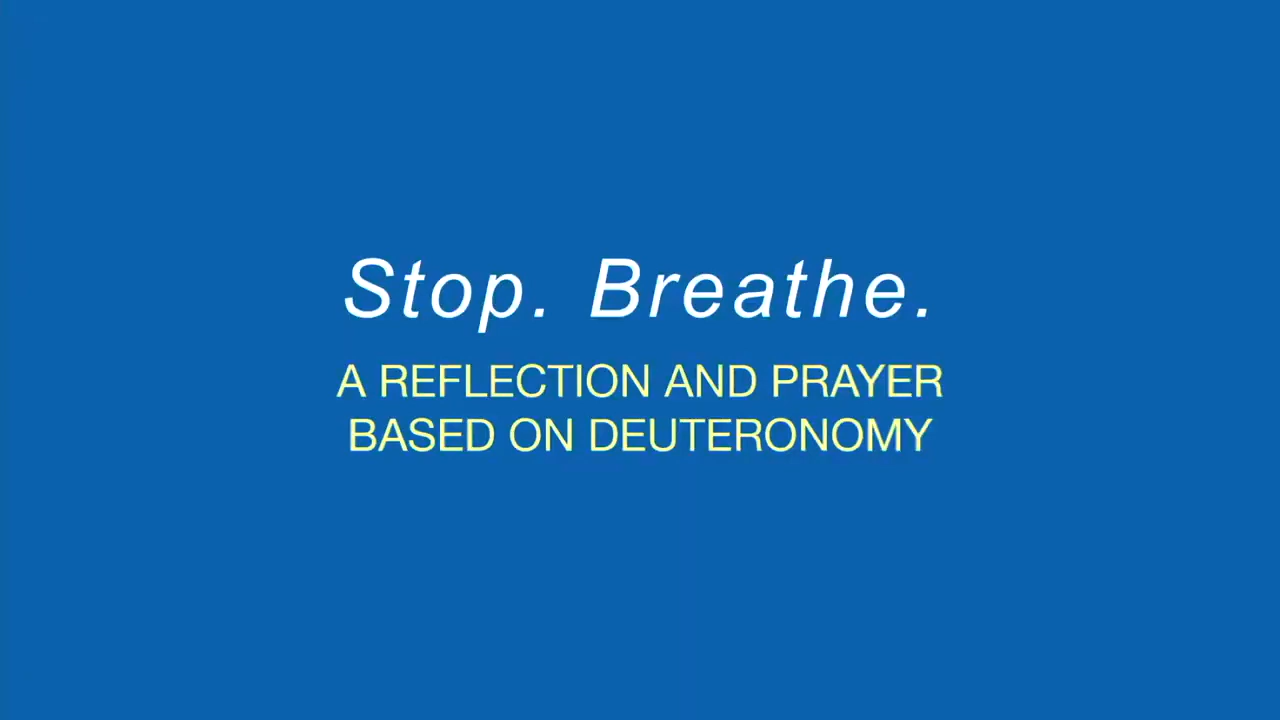 Stop. Breathe.
A REFLECTION AND PRAYER
BASED ON DEUTERONOMY